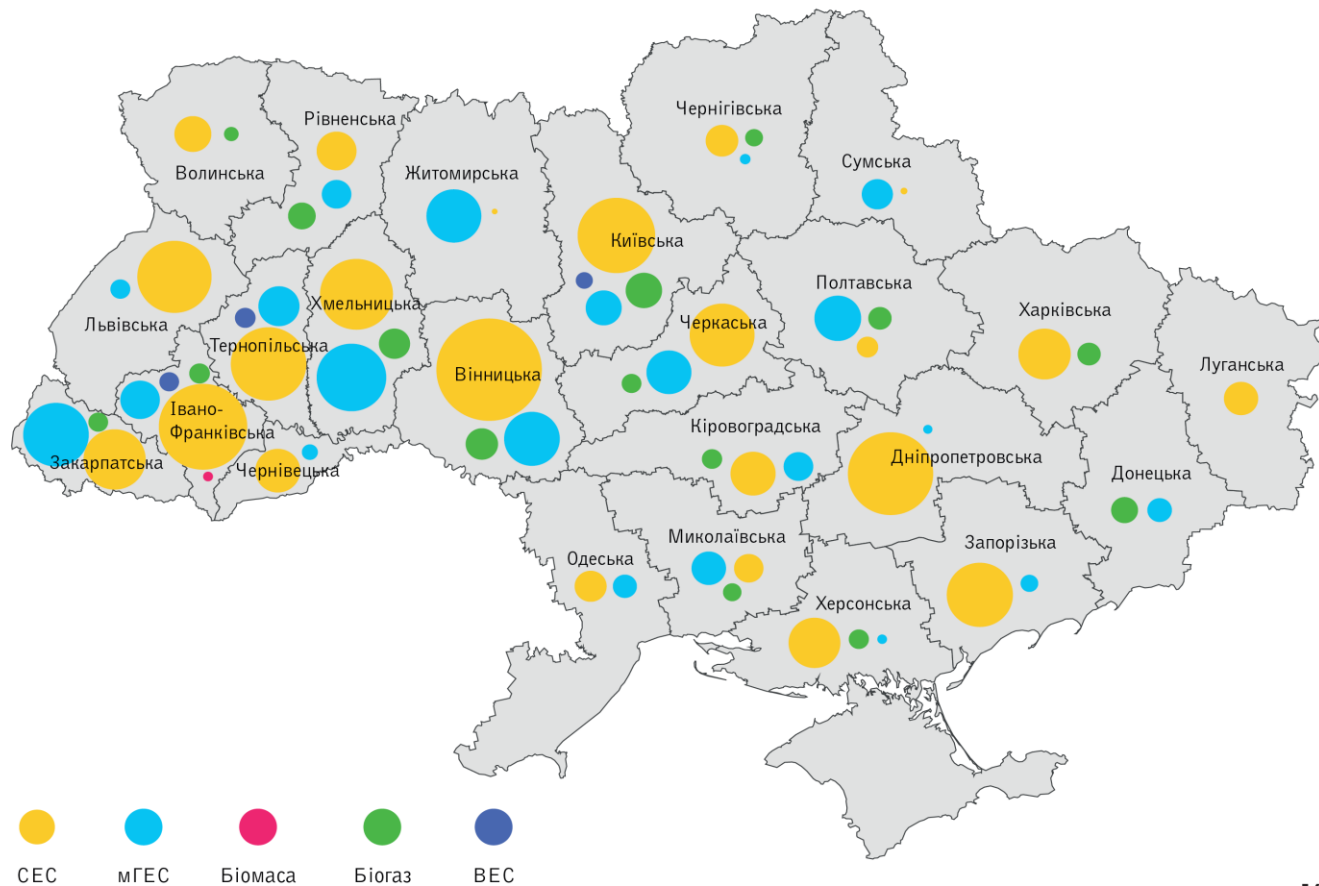 Чернігівська
Рівненська
Сумська
Волинська
Житомирська
Київська
Полтавська
Хмельницька
Харківська
Львівська
Черкаська
Тернопільська
Луганська
Вінницька
Івано-
Франківська
Кіровоградська
Дніпропетровська
Закарпатська
Чернівецька
Донецька
Миколаївська
Запорізька
Одеська
Херсонська
СЕС
мГЕС
Біомаса
Біогаз
ВЕС